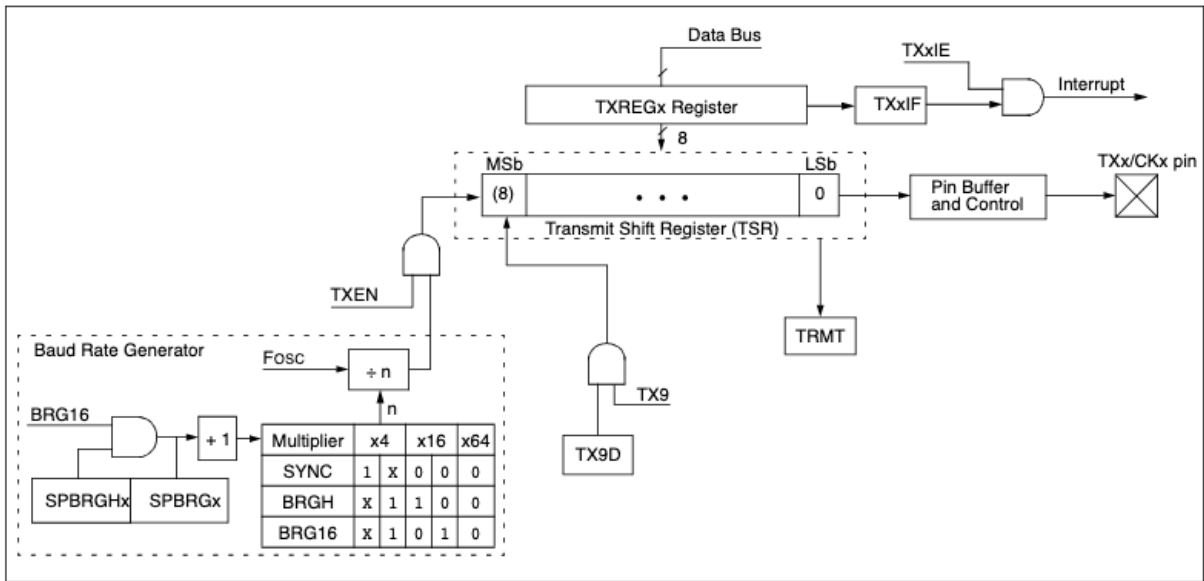 Data Bus
TXxIE
Interrupt
TXREGx Register
TXxIF
8
MSb
LSb
TXx/CKx pin
(8)
• • •
0
Pin Buffer
and Control
Transmit Shift Register (TSR)
TXEN
TRMT
Baud Rate Generator
Fosc
÷ n
TX9
n
BRG16
+ 1
Multiplier x4 x16 x64
TX9D
SYNC 1 X 0 0 0
SPBRGHx SPBRGx
BRGH X 1 1 0 0
BRG16 X 1 0 1 0